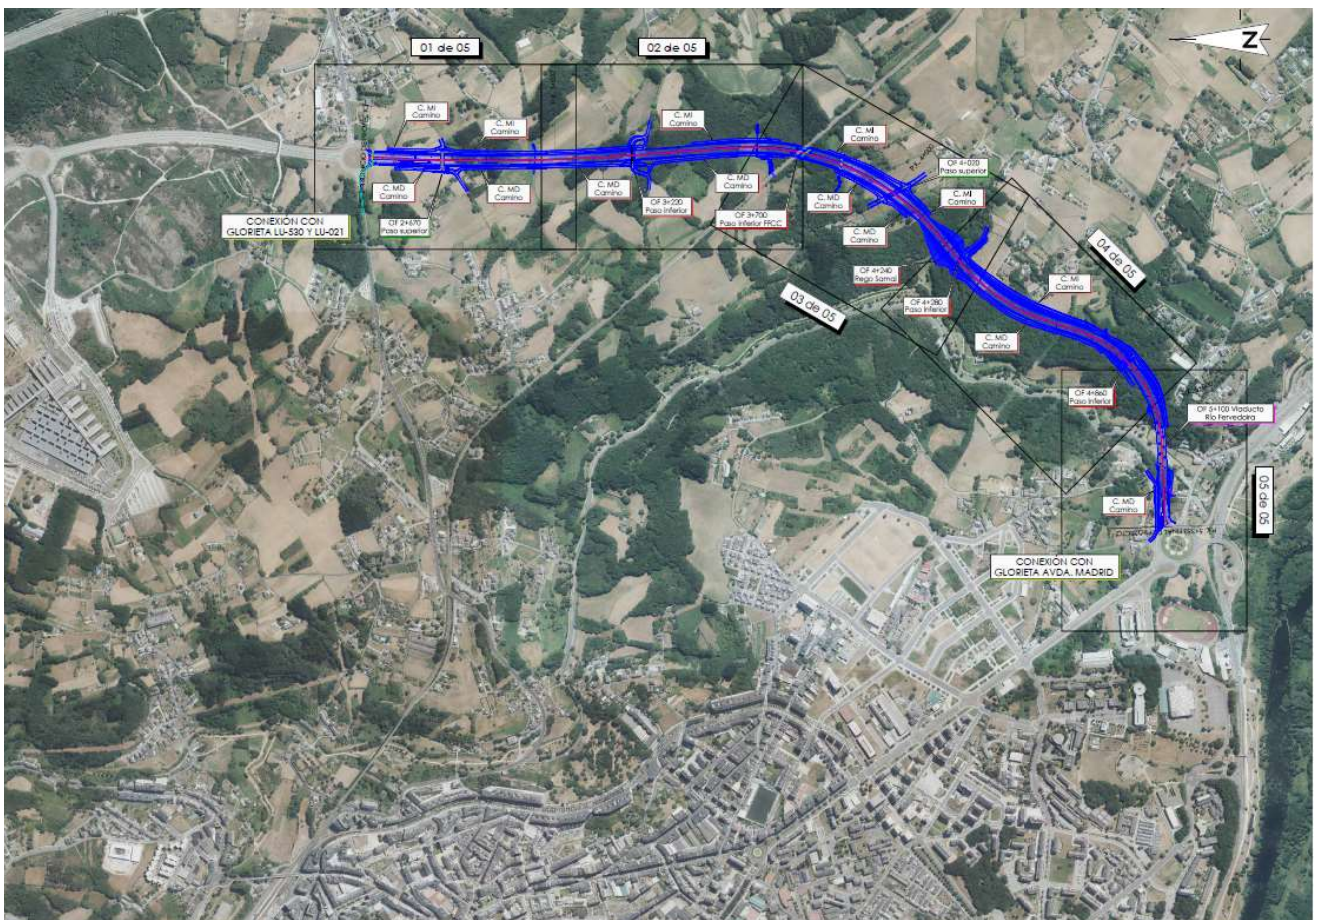 01 de 05
02 de 05
Z
C. MI
Camino
C. MI
Camino
C. MI
Camino
C. MI
Camino
C. MD
Camino
C. MD
Camino
C. MD
Camino
C. MD
Camino
OF 4+020
Paso superior
C. MD
Camino
C. MI
Camino
CONEXIÓN CON
GLORIETA LU-530 Y LU-021
OF 2+670
Paso superior
OF 3+220
Paso inferior
OF 3+700
Paso Inferior FFCC
C. MD
Camino
04 de 05
OF 4+240
Rego Samai
C. MI
Camino
03 de 05
OF 4+280
Paso Inferior
C. MD
Camino
OF 4+860
Paso Inferior
OF 5+100 Viaducto
Río Fervedoira
05 de 05
C. MD
Camino
CONEXIÓN CON
GLORIETA AVDA. MADRID